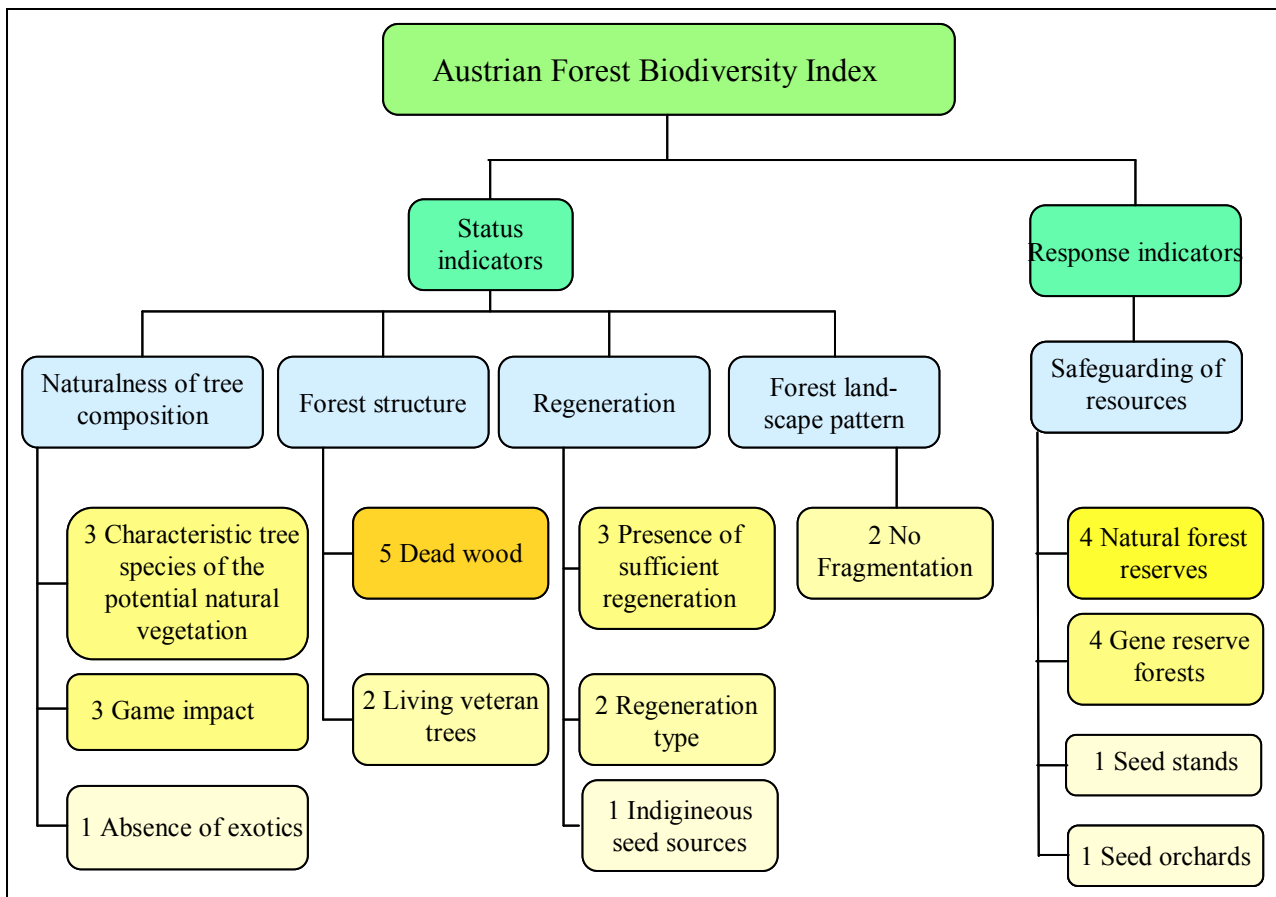 Austrian Forest Biodiversity Index
Status
indicators
Response indicators
Naturalness of tree
composition
Forest structure
Regeneration
Forest land-
scape pattern
Safeguarding of
resources
3 Characteristic tree
species of the
potential natural
vegetation
3 Game impact
1 Absence of exotics
5 Dead wood
2 Living veteran
trees
3 Presence of
sufficient
regeneration
2 Regeneration
type
1 Indigineous
seed sources
2 No
Fragmentation
4 Natural forest
reserves
4 Gene reserve
forests
1 Seed stands
1 Seed orchards